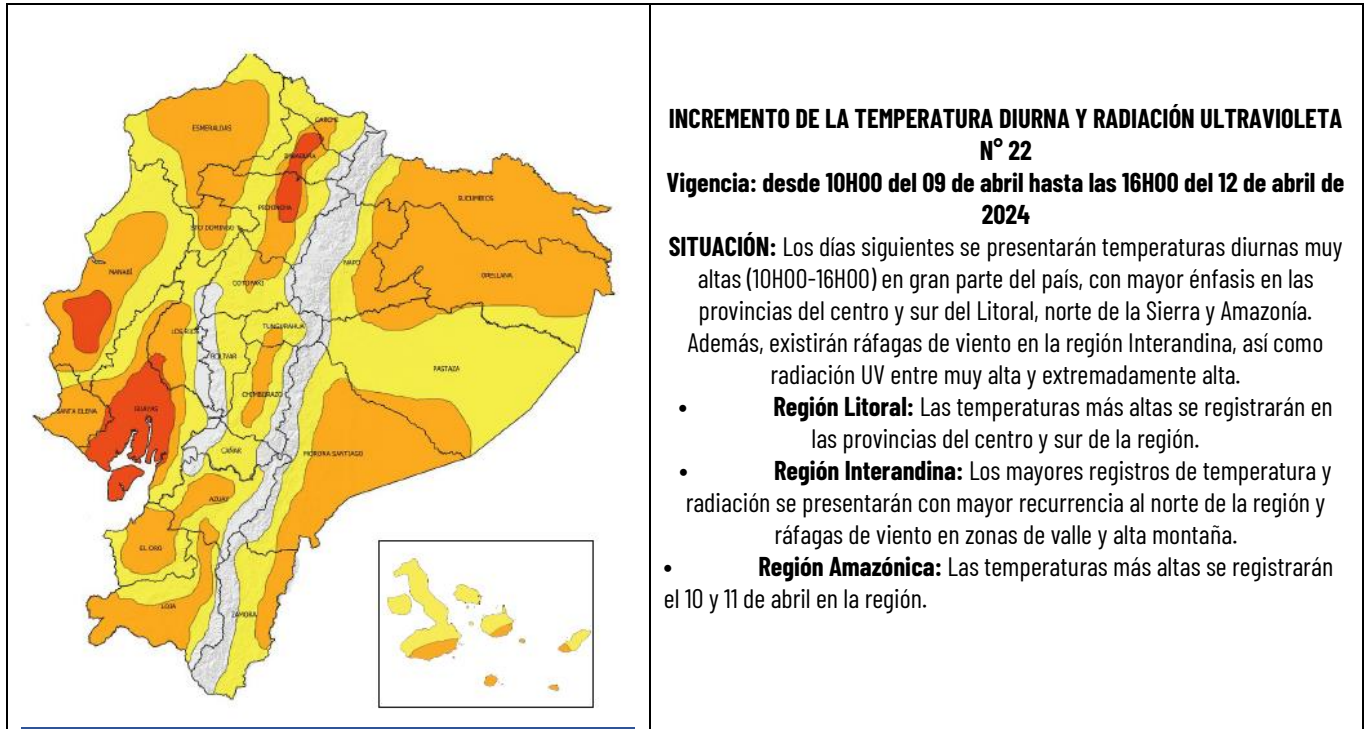 ESMERALDAS
CARCHI
IMBABURA
PICHINCHA
SUCUMBIOS
STO DOMINGO
MANABÍ
NAPO
ORELLANA
COTOPAXI
LOS RIOS
TUNGURAHUA
BOLIVAR
PASTAZA
SANTA ELENA
GUAYAS
CHIMBORAZO
CAÑAR
MORONA SANTIAGO
AZUAY
EL ORO
LOJA
ZAMORA
INCREMENTO DE LA TEMPERATURA DIURNA Y RADIACIÓN ULTRAVIOLETA
N° 22
Vigencia: desde 10H00 del 09 de abril hasta las 16H00 del 12 de abril de
2024
SITUACIÓN: Los días siguientes se presentarán temperaturas diurnas muy
altas (10H00-16H00) en gran parte del país, con mayor énfasis en las
provincias del centro y sur del Litoral, norte de la Sierra y Amazonía.
Además, existirán ráfagas de viento en la región Interandina, así como
radiación UV entre muy alta y extremadamente alta.
• Región Litoral: Las temperaturas más altas se registrarán en
las provincias del centro y sur de la región.
• Región Interandina: Los mayores registros de temperatura y
radiación se presentarán con mayor recurrencia al norte de la región y
ráfagas de viento en zonas de valle y alta montaña.
• Región Amazónica: Las temperaturas más altas se registrarán
el 10 y 11 de abril en la región.